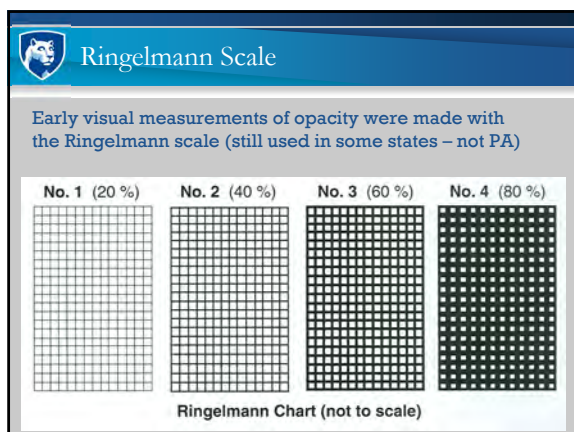 Ringelmann Scale
Early visual measurements of opacity were made with
the Ringelmann scale (still used in some states – not PA)
No. 1 (20 %) No. 2 (40 %) No. 3 (60 %) No. 4 (80 %)
Ringelmann Chart (not to scale)